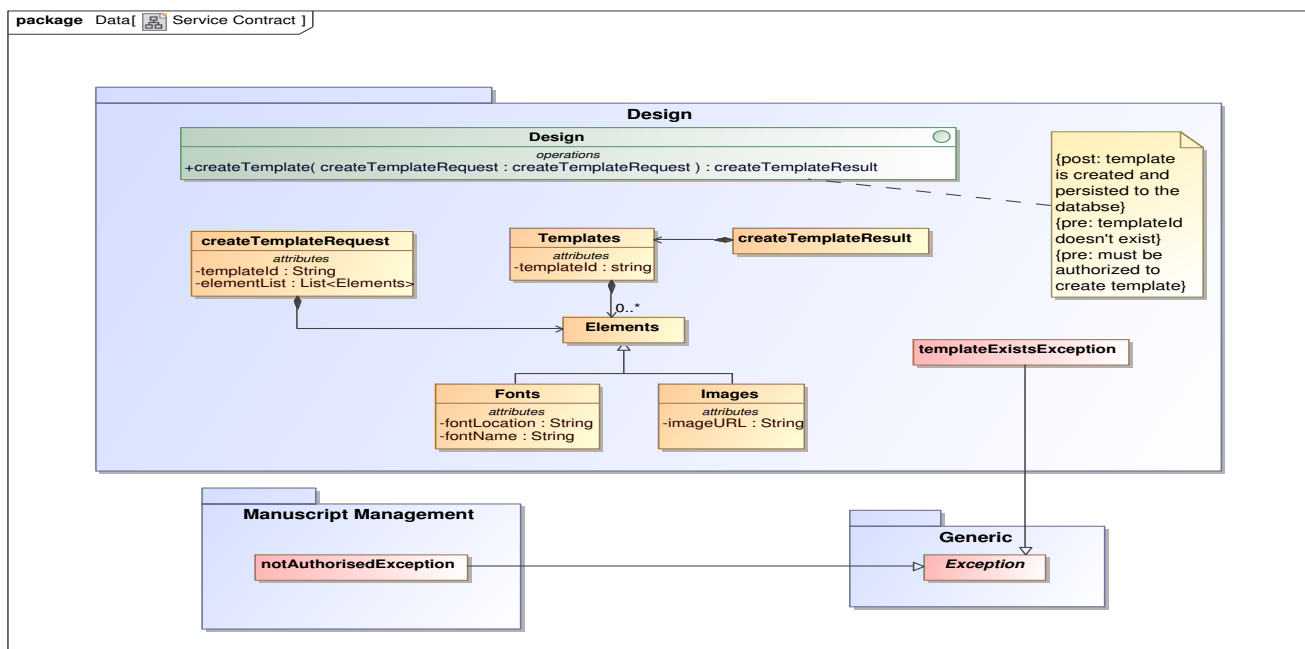 package Data[ Service Contract ]
Design
Design
operations
+createTemplate( createTemplateRequest : createTemplateRequest ) : createTemplateResult
{post: template
is created and
persisted to the
databse}
{pre: templateId
doesn't exist}
{pre: must be
authorized to
create template}
createTemplateRequest
attributes
-templateId : String
-elementList : List<Elements>
Templates
attributes
-templateId : string
createTemplateResult
0..*
Elements
templateExistsException
Fonts
attributes
-fontLocation : String
-fontName : String
Images
attributes
-imageURL : String
Manuscript Management
notAuthorisedException
Generic
Exception